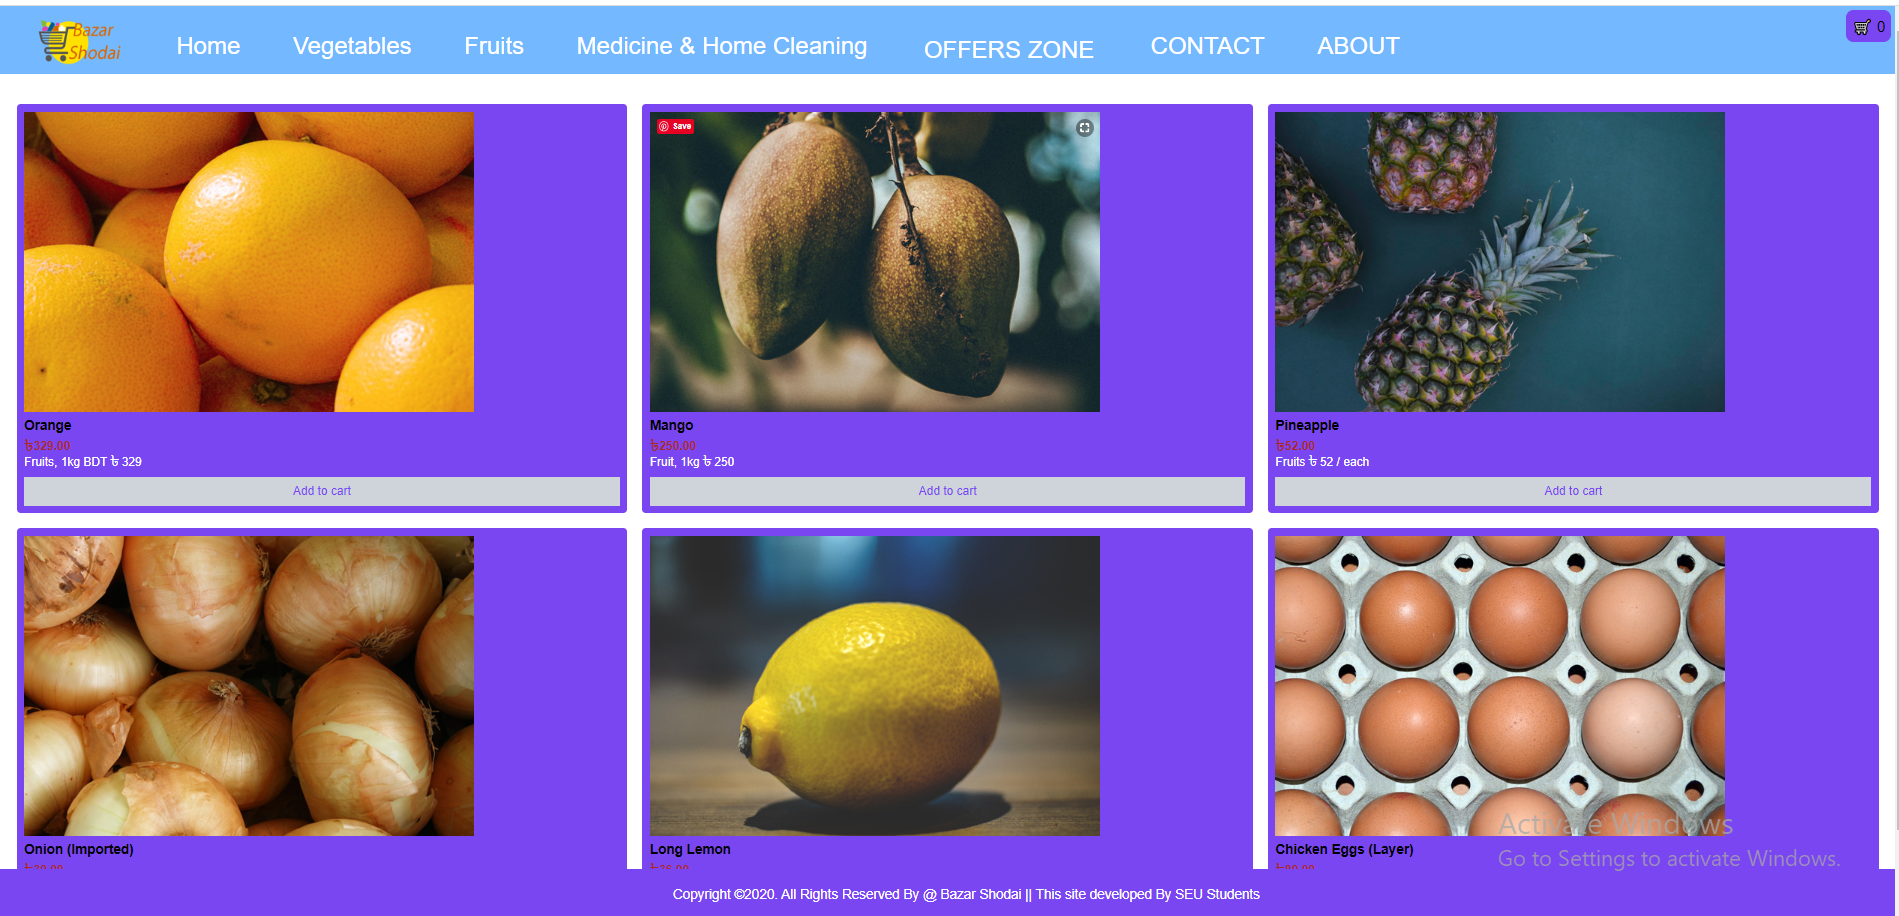 Bazar
Shodai
Home
Vegetables
Fruits
Medicine & Home Cleaning
OFFERS ZONE
CONTACT
ABOUT
0
Save
Orange
৳329.00
Fruits, 1kg BDT ৳ 329
Add to cart
Mango
৳250.00
Fruit, 1kg ৳ 250
Add to cart
Pineapple
৳52.00
Fruits ৳ 52 / each
Add to cart
Onion (Imported)
Long Lemon
Chicken Eggs (Layer)
Activate Windows
Go to Settings to activate Windows.
Copyright ©2020. All Rights Reserved By @ Bazar Shodai || This site developed By SEU Students